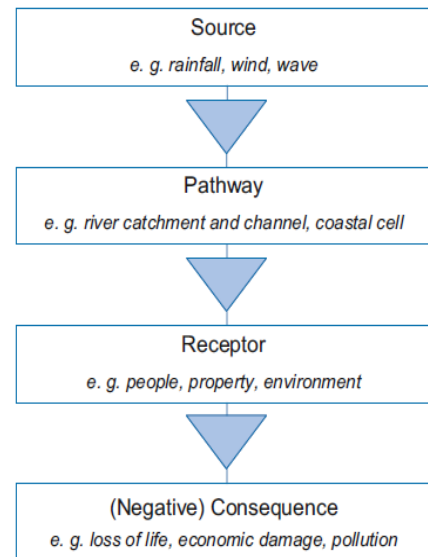 Source
e. g. rainfall, wind, wave
Pathway
e. g. river catchment and channel, coastal cell
Receptor
e. g. people, property, environment
(Negative) Consequence
e. g. loss of life, economic damage, pollution